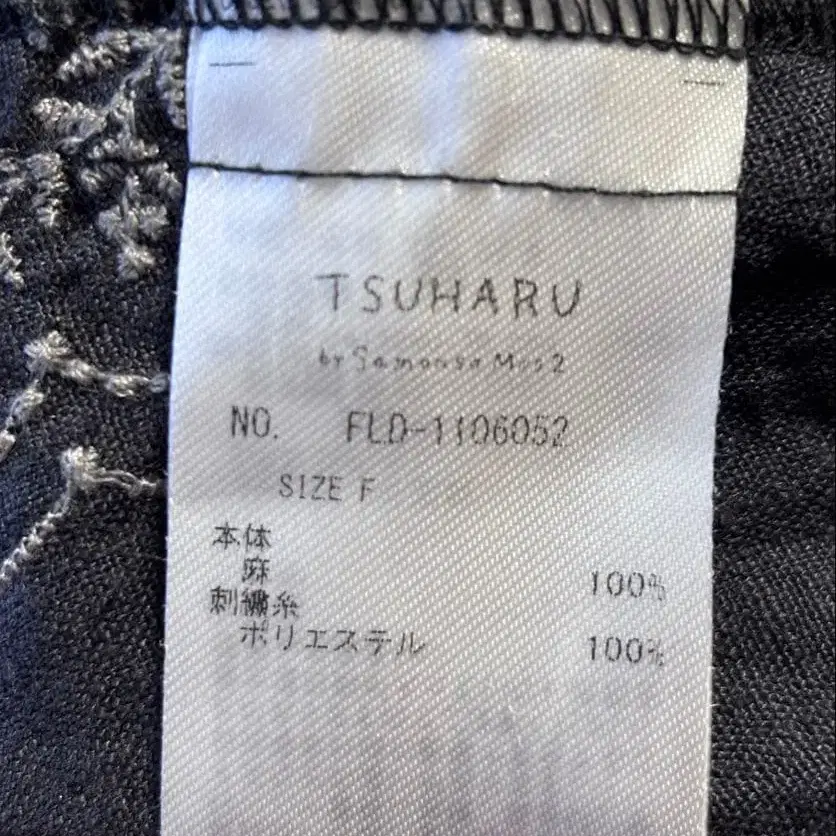 TSUHARU
by Samansa Mos2
NO. FLD-1106052
SIZE F
本体
麻 100%
刺繍糸
ポリエステル 100%